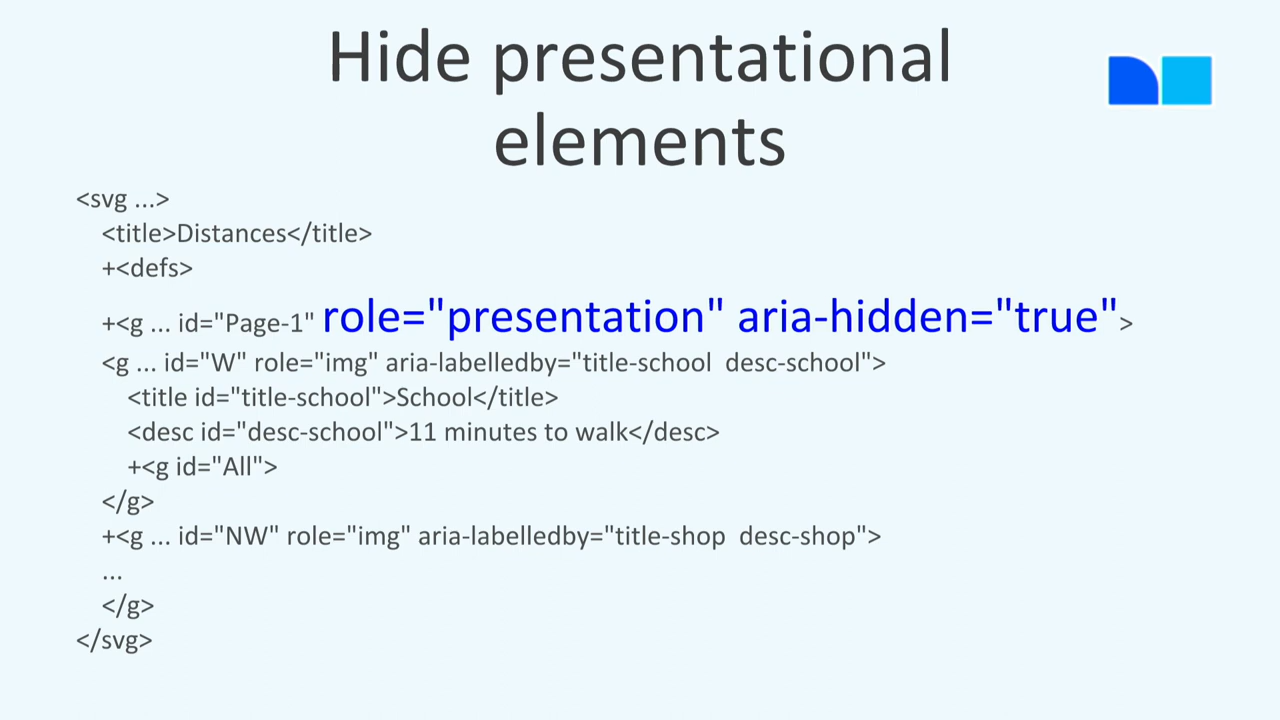 Hide presentational
elements
<svg ...>
<title>Distances</title>
+<defs>
+<g ... id="Page-1" role="presentation" aria-hidden="true">
<g ... id="W" role="img" aria-labelledby="title-school  desc-school">
<title id="title-school">School</title>
<desc id="desc-school">11 minutes to walk</desc>
+<g id="All">
</g>
+<g ... id="NW" role="img" aria-labelledby="title-shop  desc-shop">
...
</g>
</svg>